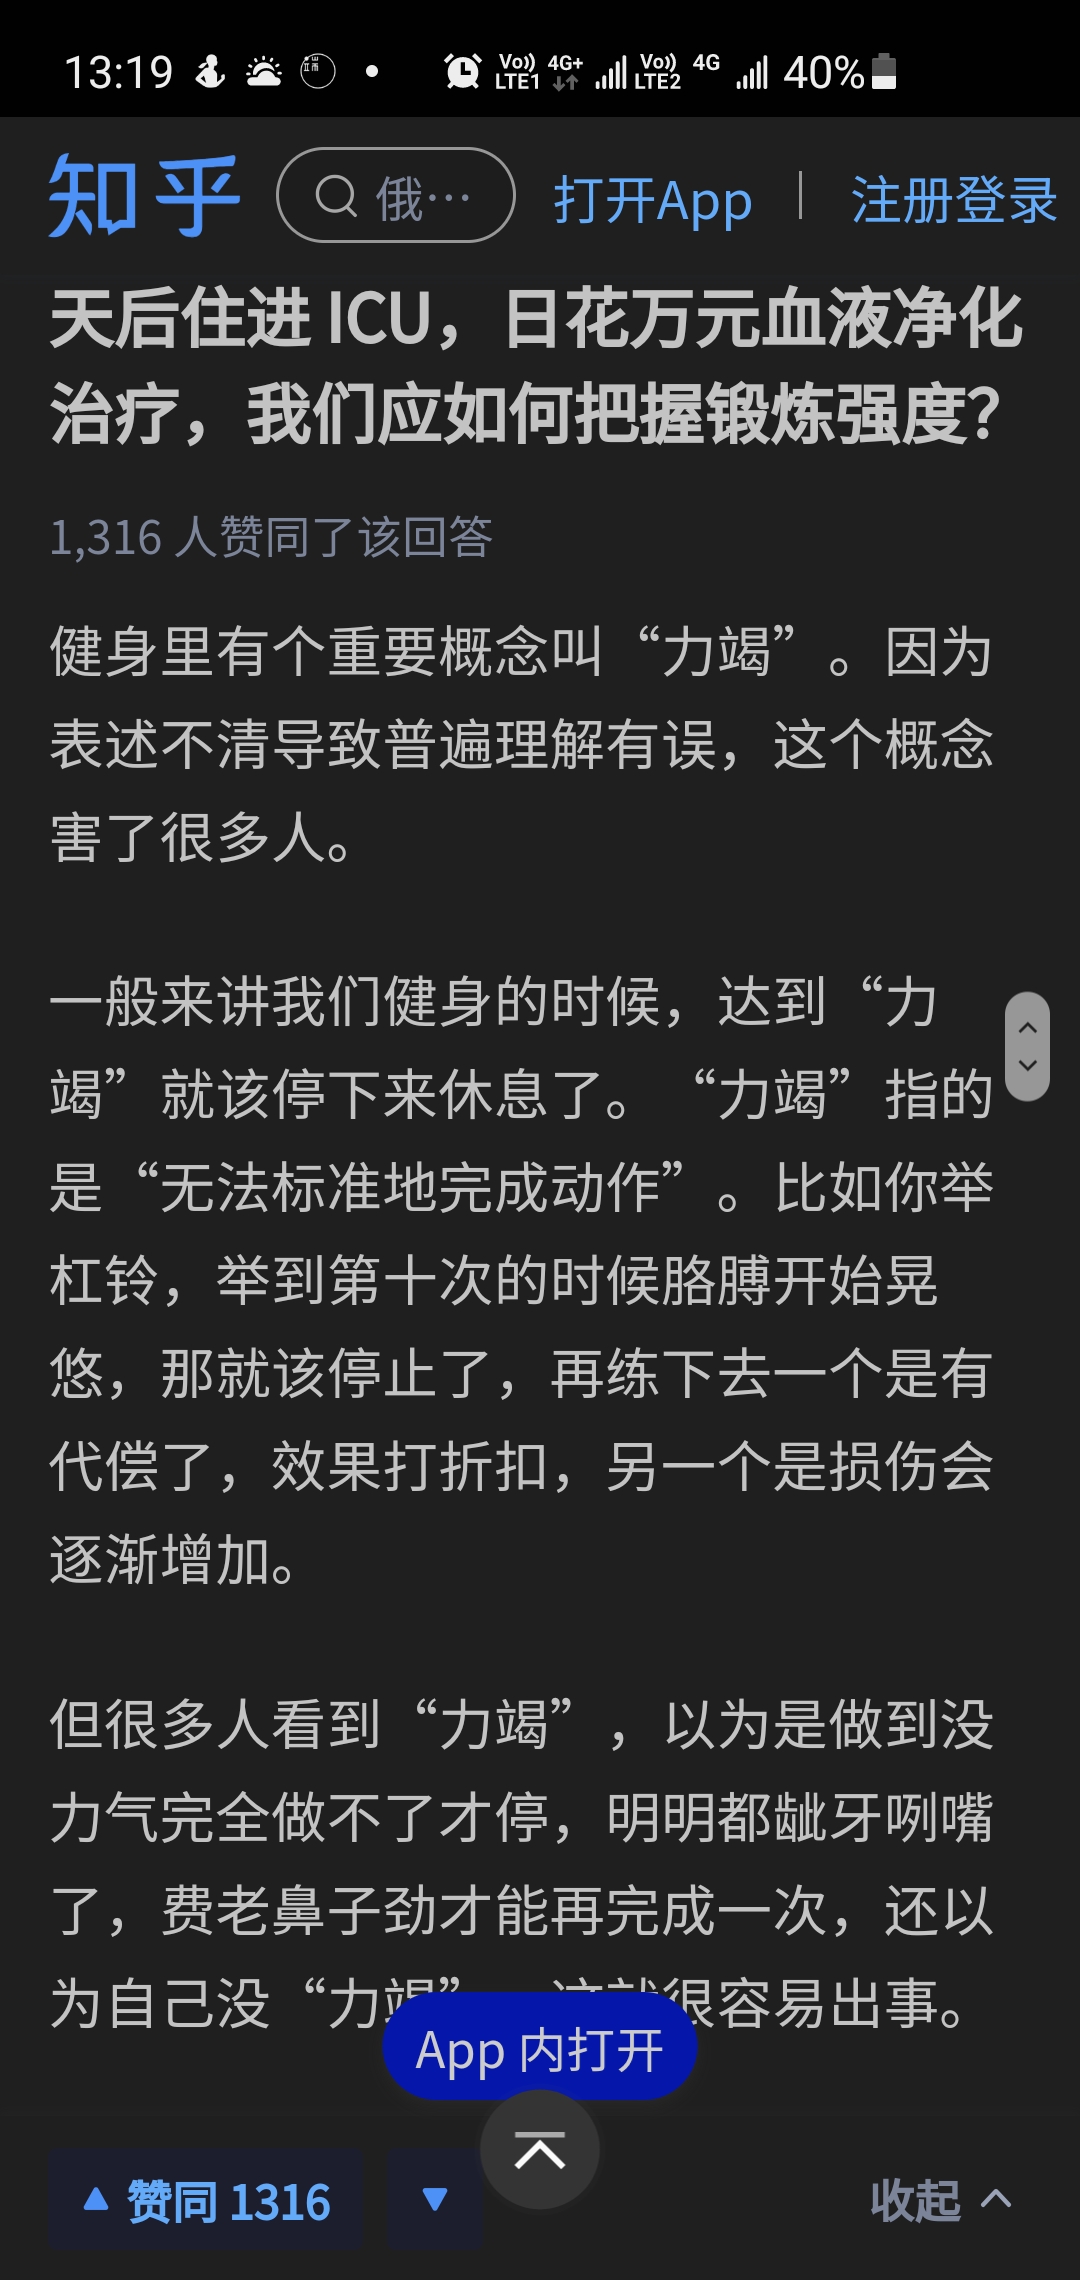 13:19 Vo)) LTE1 4G+ Vo)) LTE2 4G 40%
知乎 俄… 打开App 注册登录
天后住进 ICU，日花万元血液净化
治疗，我们应如何把握锻炼强度？
1,316 人赞同了该回答
健身里有个重要概念叫“力竭”。因为
表述不清导致普遍理解有误，这个概念
害了很多人。
一般来讲我们健身的时候，达到“力
竭”就该停下来休息了。“力竭”指的
是“无法标准地完成动作”。比如你举
杠铃，举到第十次的时候胳膊开始晃
悠，那就该停止了，再练下去一个是有
代偿了，效果打折扣，另一个是损伤会
逐渐增加。
但很多人看到“力竭”，以为是做到没
力气完全做不了才停，明明都龇牙咧嘴
了，费老鼻子劲才能再完成一次，还以
为自己没“力竭” 这就很容易出事。
App 内打开
赞同 1316 收起